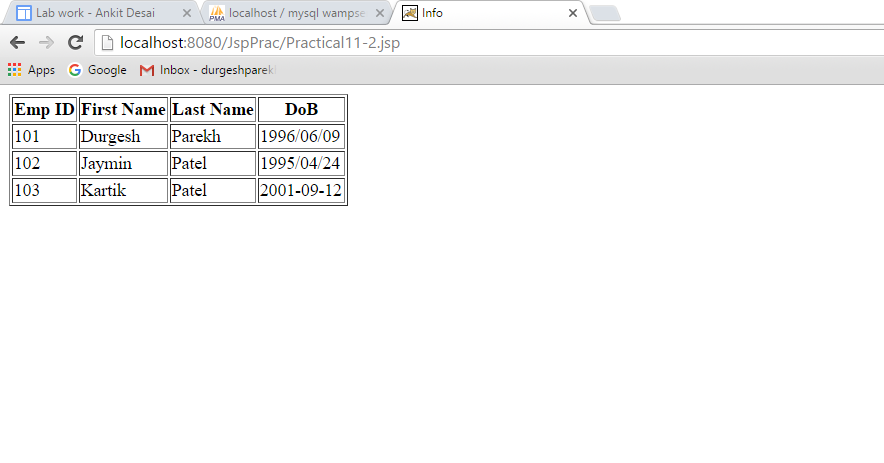 Lab work - Ankit Desai localhost / mysql wampse Info
localhost:8080/JspPrac/Practical11-2.jsp
Apps Google Inbox - durgeshparekh
Emp ID First Name Last Name DoB
101 Durgesh Parekh 1996/06/09
102 Jaymin Patel 1995/04/24
103 Kartik Patel 2001-09-12